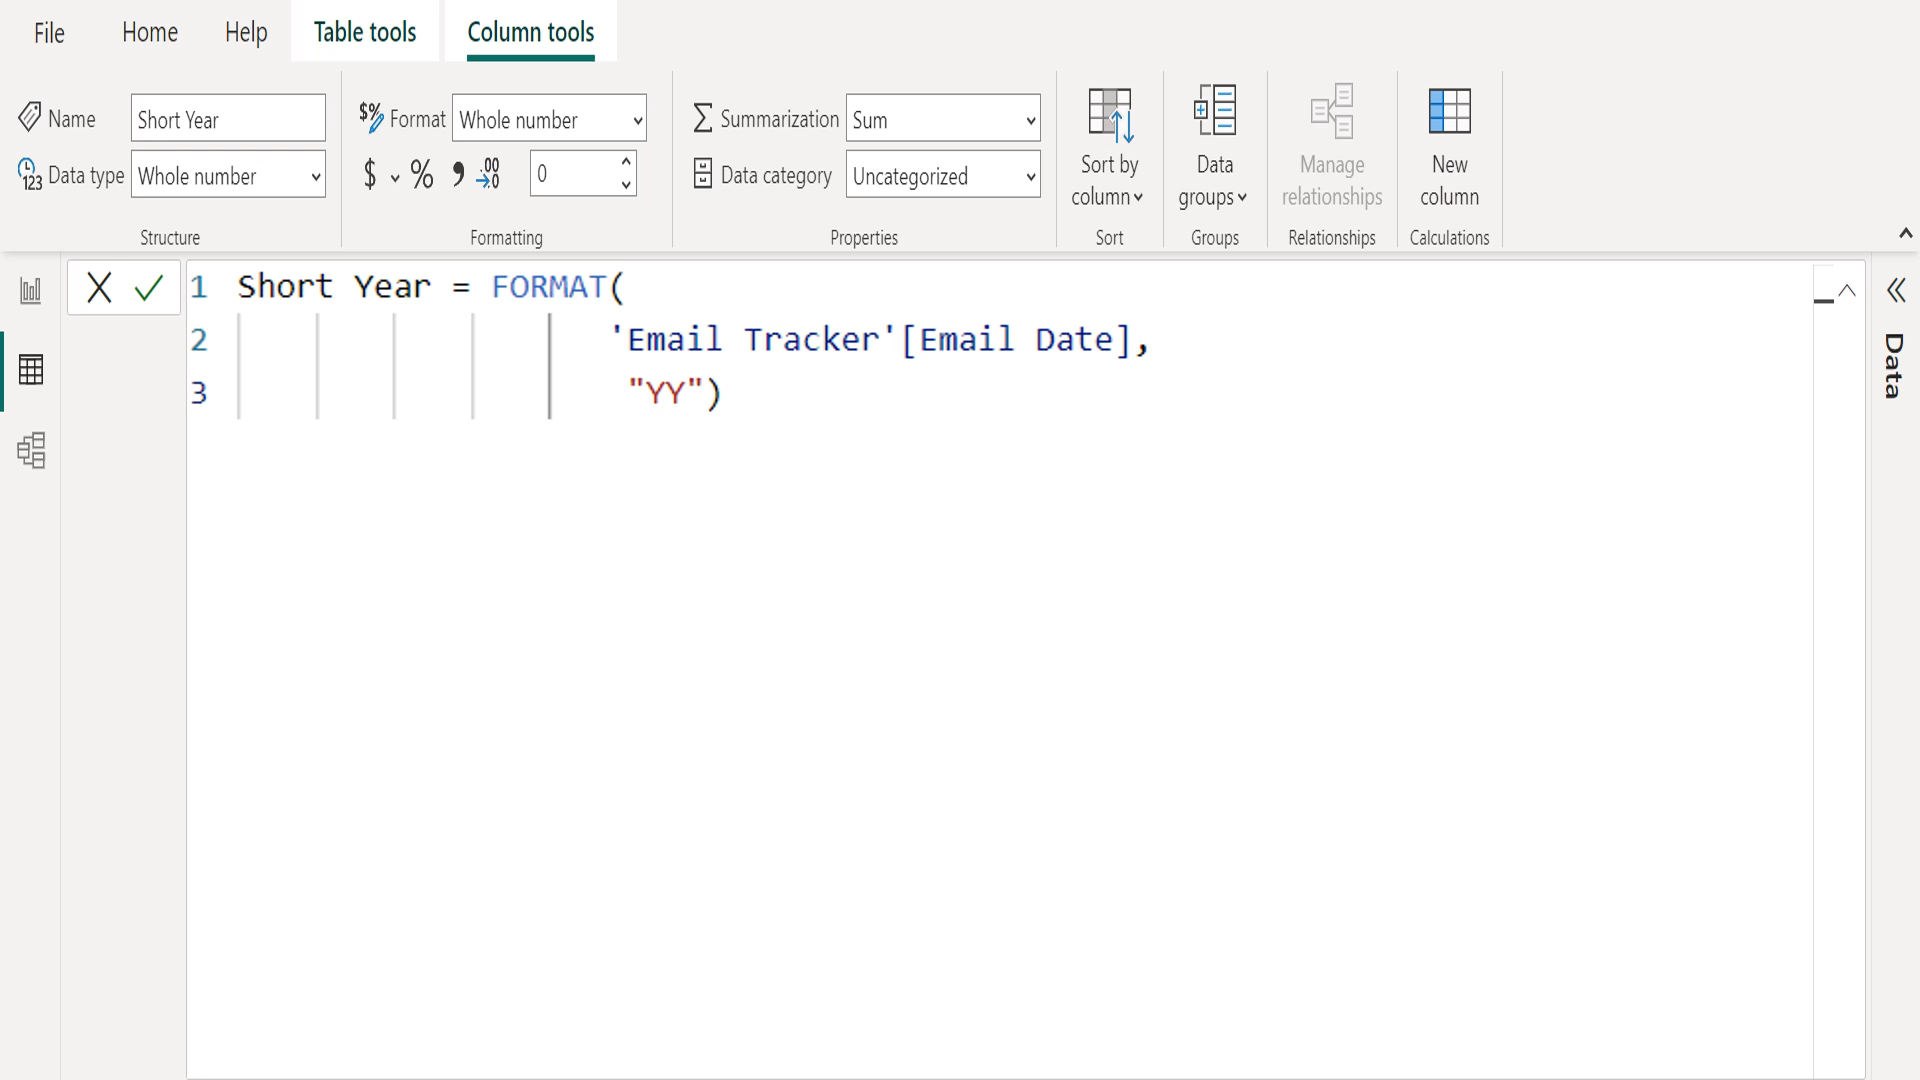 File Home Help Table tools Column tools
Name Short Year $% Format Whole number Summarization Sum
123 Data type Whole number $ % , .00 .0 0 Data category Uncategorized
Sort by column Data groups Manage relationships New column
Structure Formatting Properties Sort Groups Relationships Calculations
1 Short Year = FORMAT(
2 'Email Tracker'[Email Date],
3 "YY")
Data